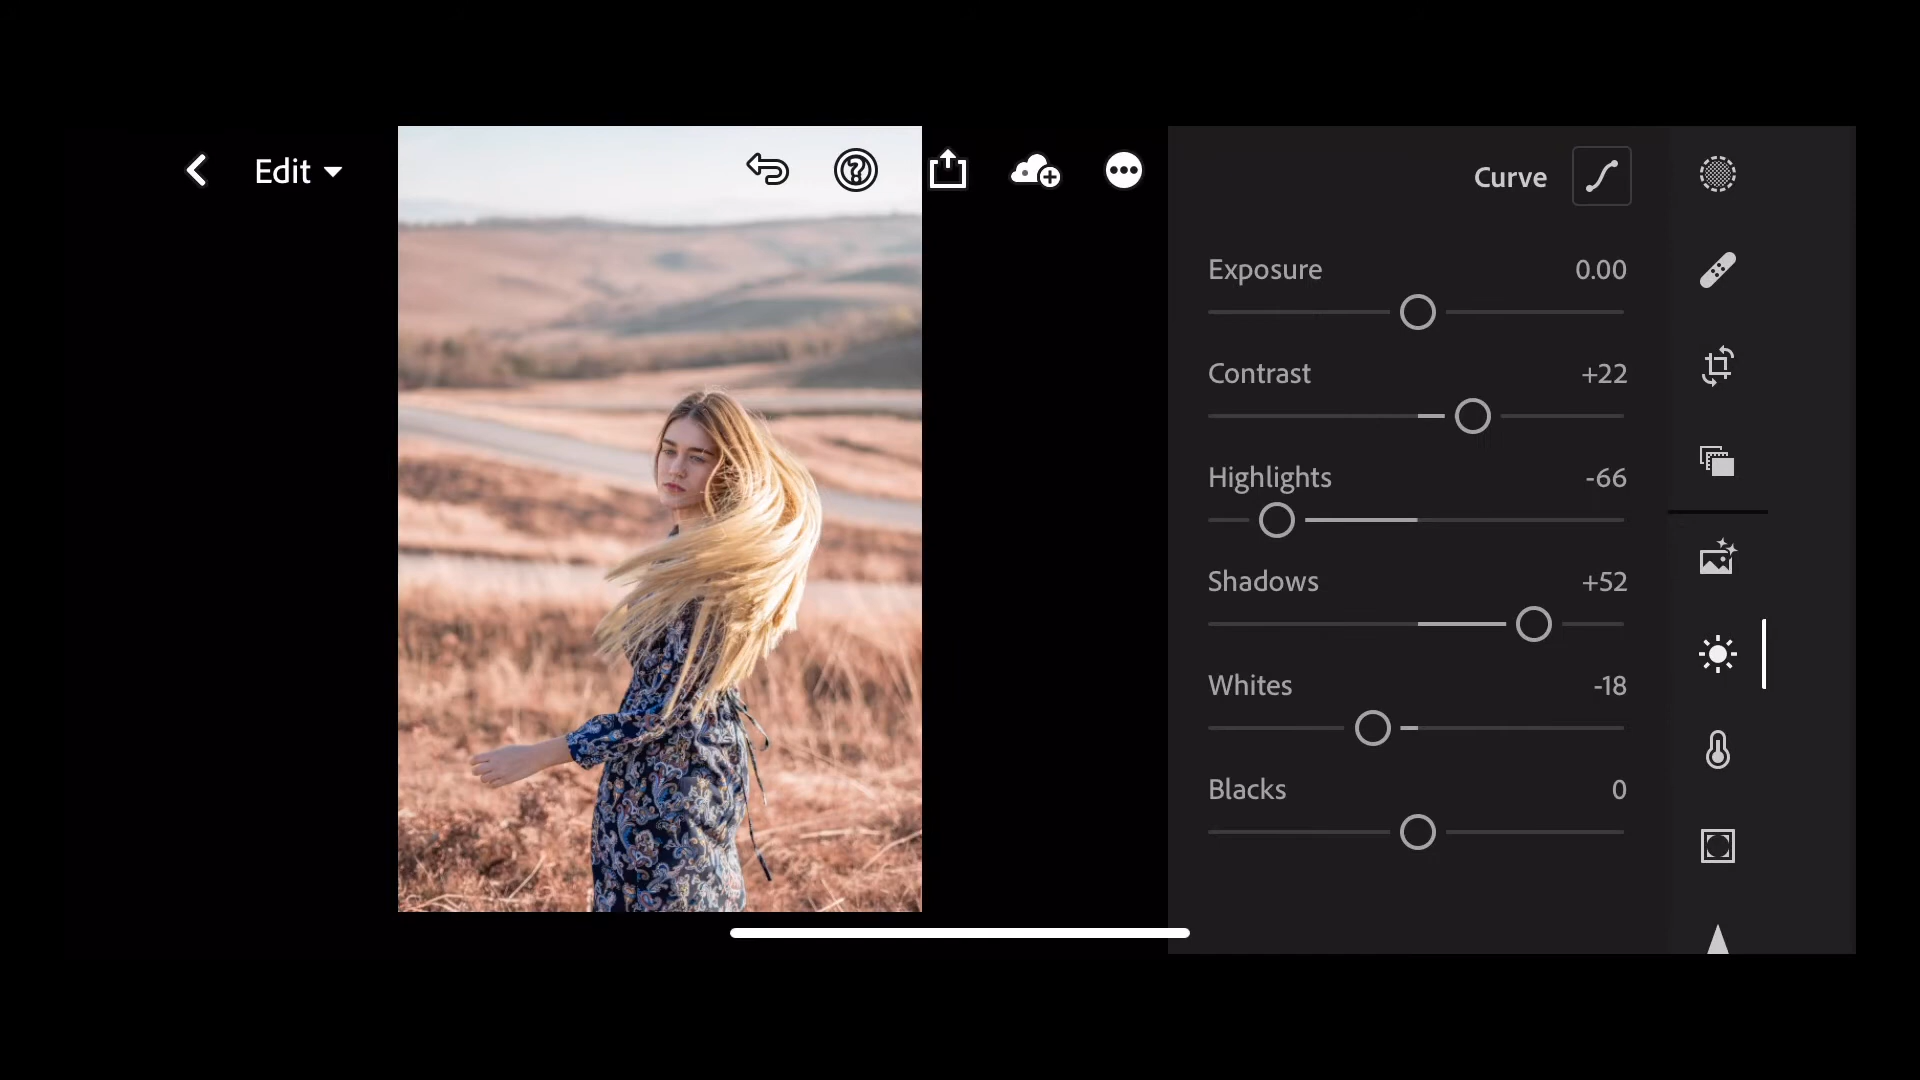 Edit
Curve
Exposure 0.00
Contrast +22
Highlights -66
Shadows +52
Whites -18
Blacks 0